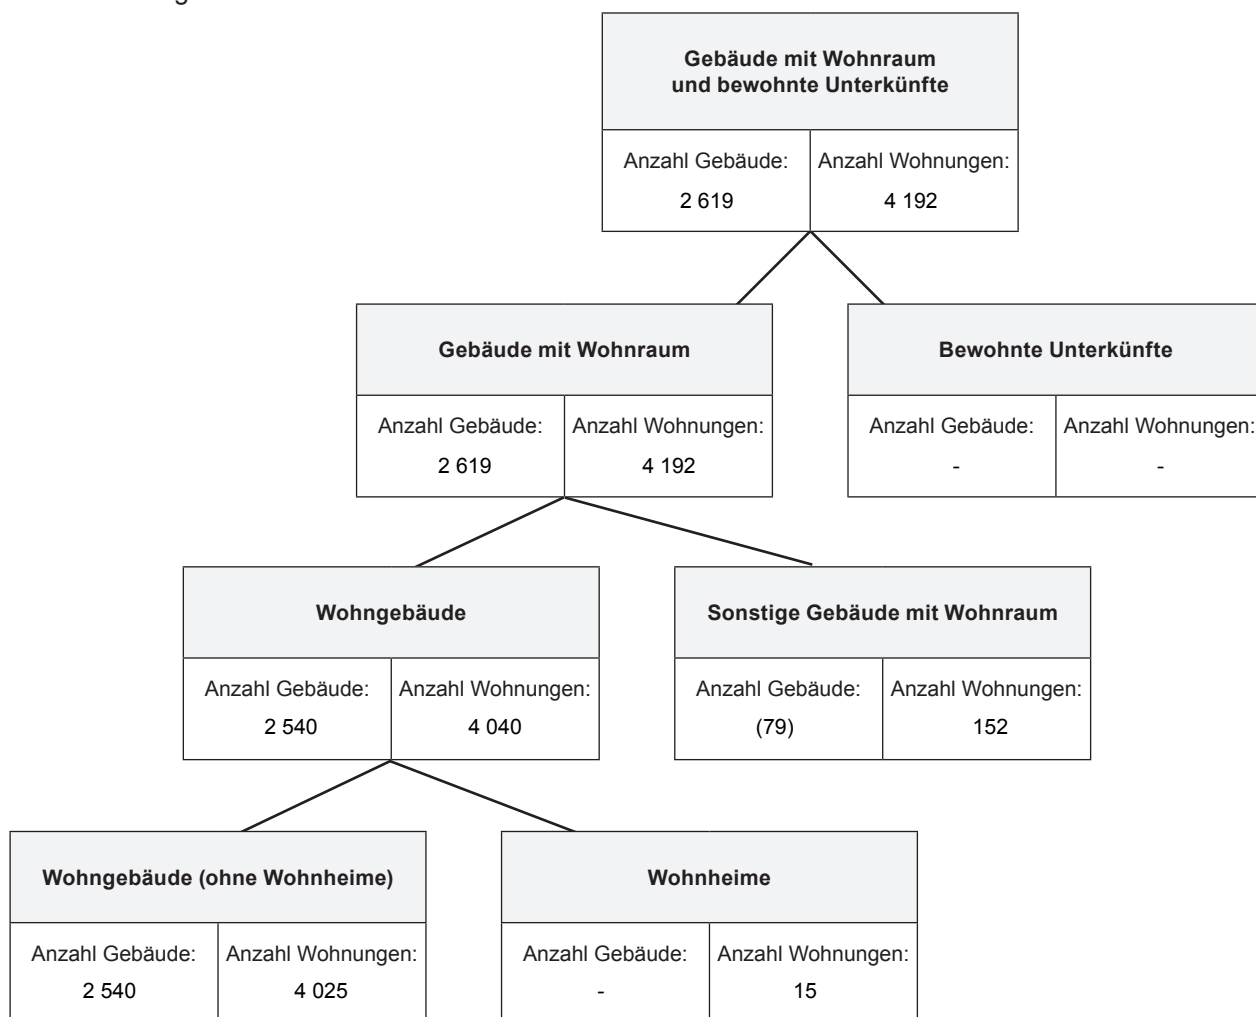 Gebäude mit Wohnraum
und bewohnte Unterkünfte
Anzahl Gebäude: Anzahl Wohnungen:
2 619 4 192
Gebäude mit Wohnraum Bewohnte Unterkünfte
Anzahl Gebäude: Anzahl Wohnungen: Anzahl Gebäude: Anzahl Wohnungen:
2 619 4 192 - -
Wohngebäude Sonstige Gebäude mit Wohnraum
Anzahl Gebäude: Anzahl Wohnungen: Anzahl Gebäude: Anzahl Wohnungen:
2 540 4 040 (79) 152
Wohngebäude (ohne Wohnheime) Wohnheime
Anzahl Gebäude: Anzahl Wohnungen: Anzahl Gebäude: Anzahl Wohnungen:
2 540 4 025 - 15